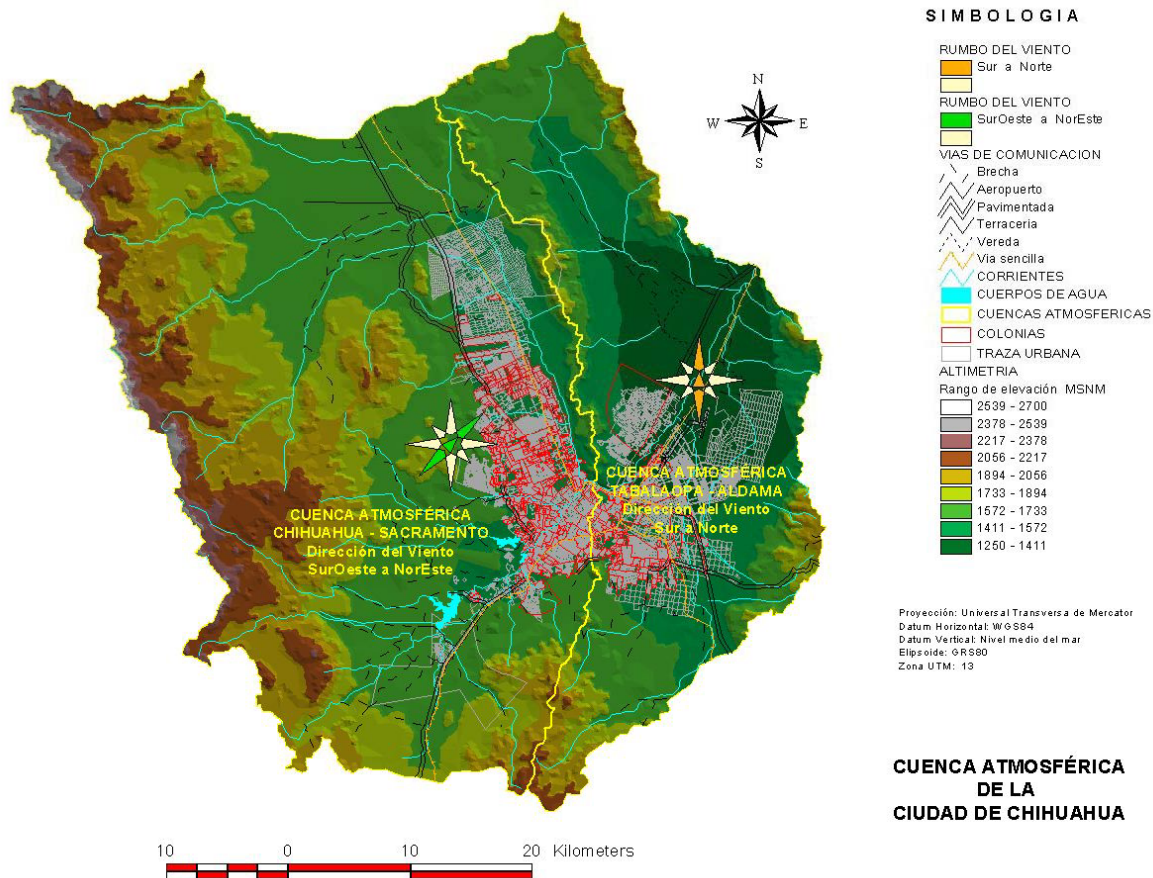 SIMBOLOGIA
RUMBO DEL VIENTO
Sur a Norte
RUMBO DEL VIENTO
SurOeste a NorEste
VIAS DE COMUNICACION
Brecha
Aeropuerto
Pavimentada
Terraceria
Vereda
Via sencilla
CORRIENTES
CUERPOS DE AGUA
CUENCAS ATMOSFERICAS
COLONIAS
TRAZA URBANA
ALTIMETRIA
Rango de elevación MSNM
2539 - 2700
2378 - 2539
2217 - 2378
2056 - 2217
1894 - 2056
1733 - 1894
1572 - 1733
1411 - 1572
1250 - 1411
N
W E
S
CUENCA ATMOSFÉRICA
TABALAOPA - ALDAMA
Dirección del Viento
Sur a Norte
CUENCA ATMOSFÉRICA
CHIHUAHUA - SACRAMENTO
Dirección del Viento
SurOeste a NorEste
Proyección: Universal Transversa de Mercator
Datum Horizontal: WGS84
Datum Vertical: Nivel medio del mar
Elipsoide: GRS80
Zona UTM: 13
CUENCA ATMOSFÉRICA
DE LA
CIUDAD DE CHIHUAHUA
10 0 10 20 Kilometers